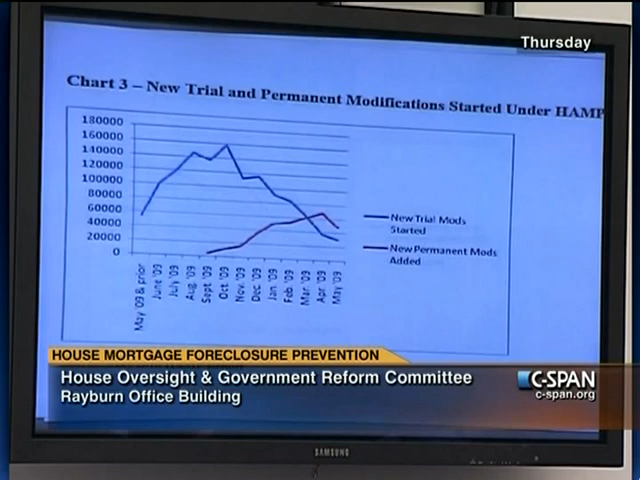 Thursday
Chart 3 – New Trial and Permanent Modifications Started Under HAMP
180000
160000
140000
120000
100000
80000
60000
40000
20000
0
May '09 & prior
June '09
July '09
Aug. '09
Sept. '09
Oct. '09
Nov. '09
Dec. '09
Jan. '09
Feb. '09
Mar. '09
Apr. '09
May '09
New Trial Mods
Started
New Permanent Mods
Added
HOUSE MORTGAGE FORECLOSURE PREVENTION
House Oversight & Government Reform Committee
Rayburn Office Building
C-SPAN
c-span.org
SAMSUNG